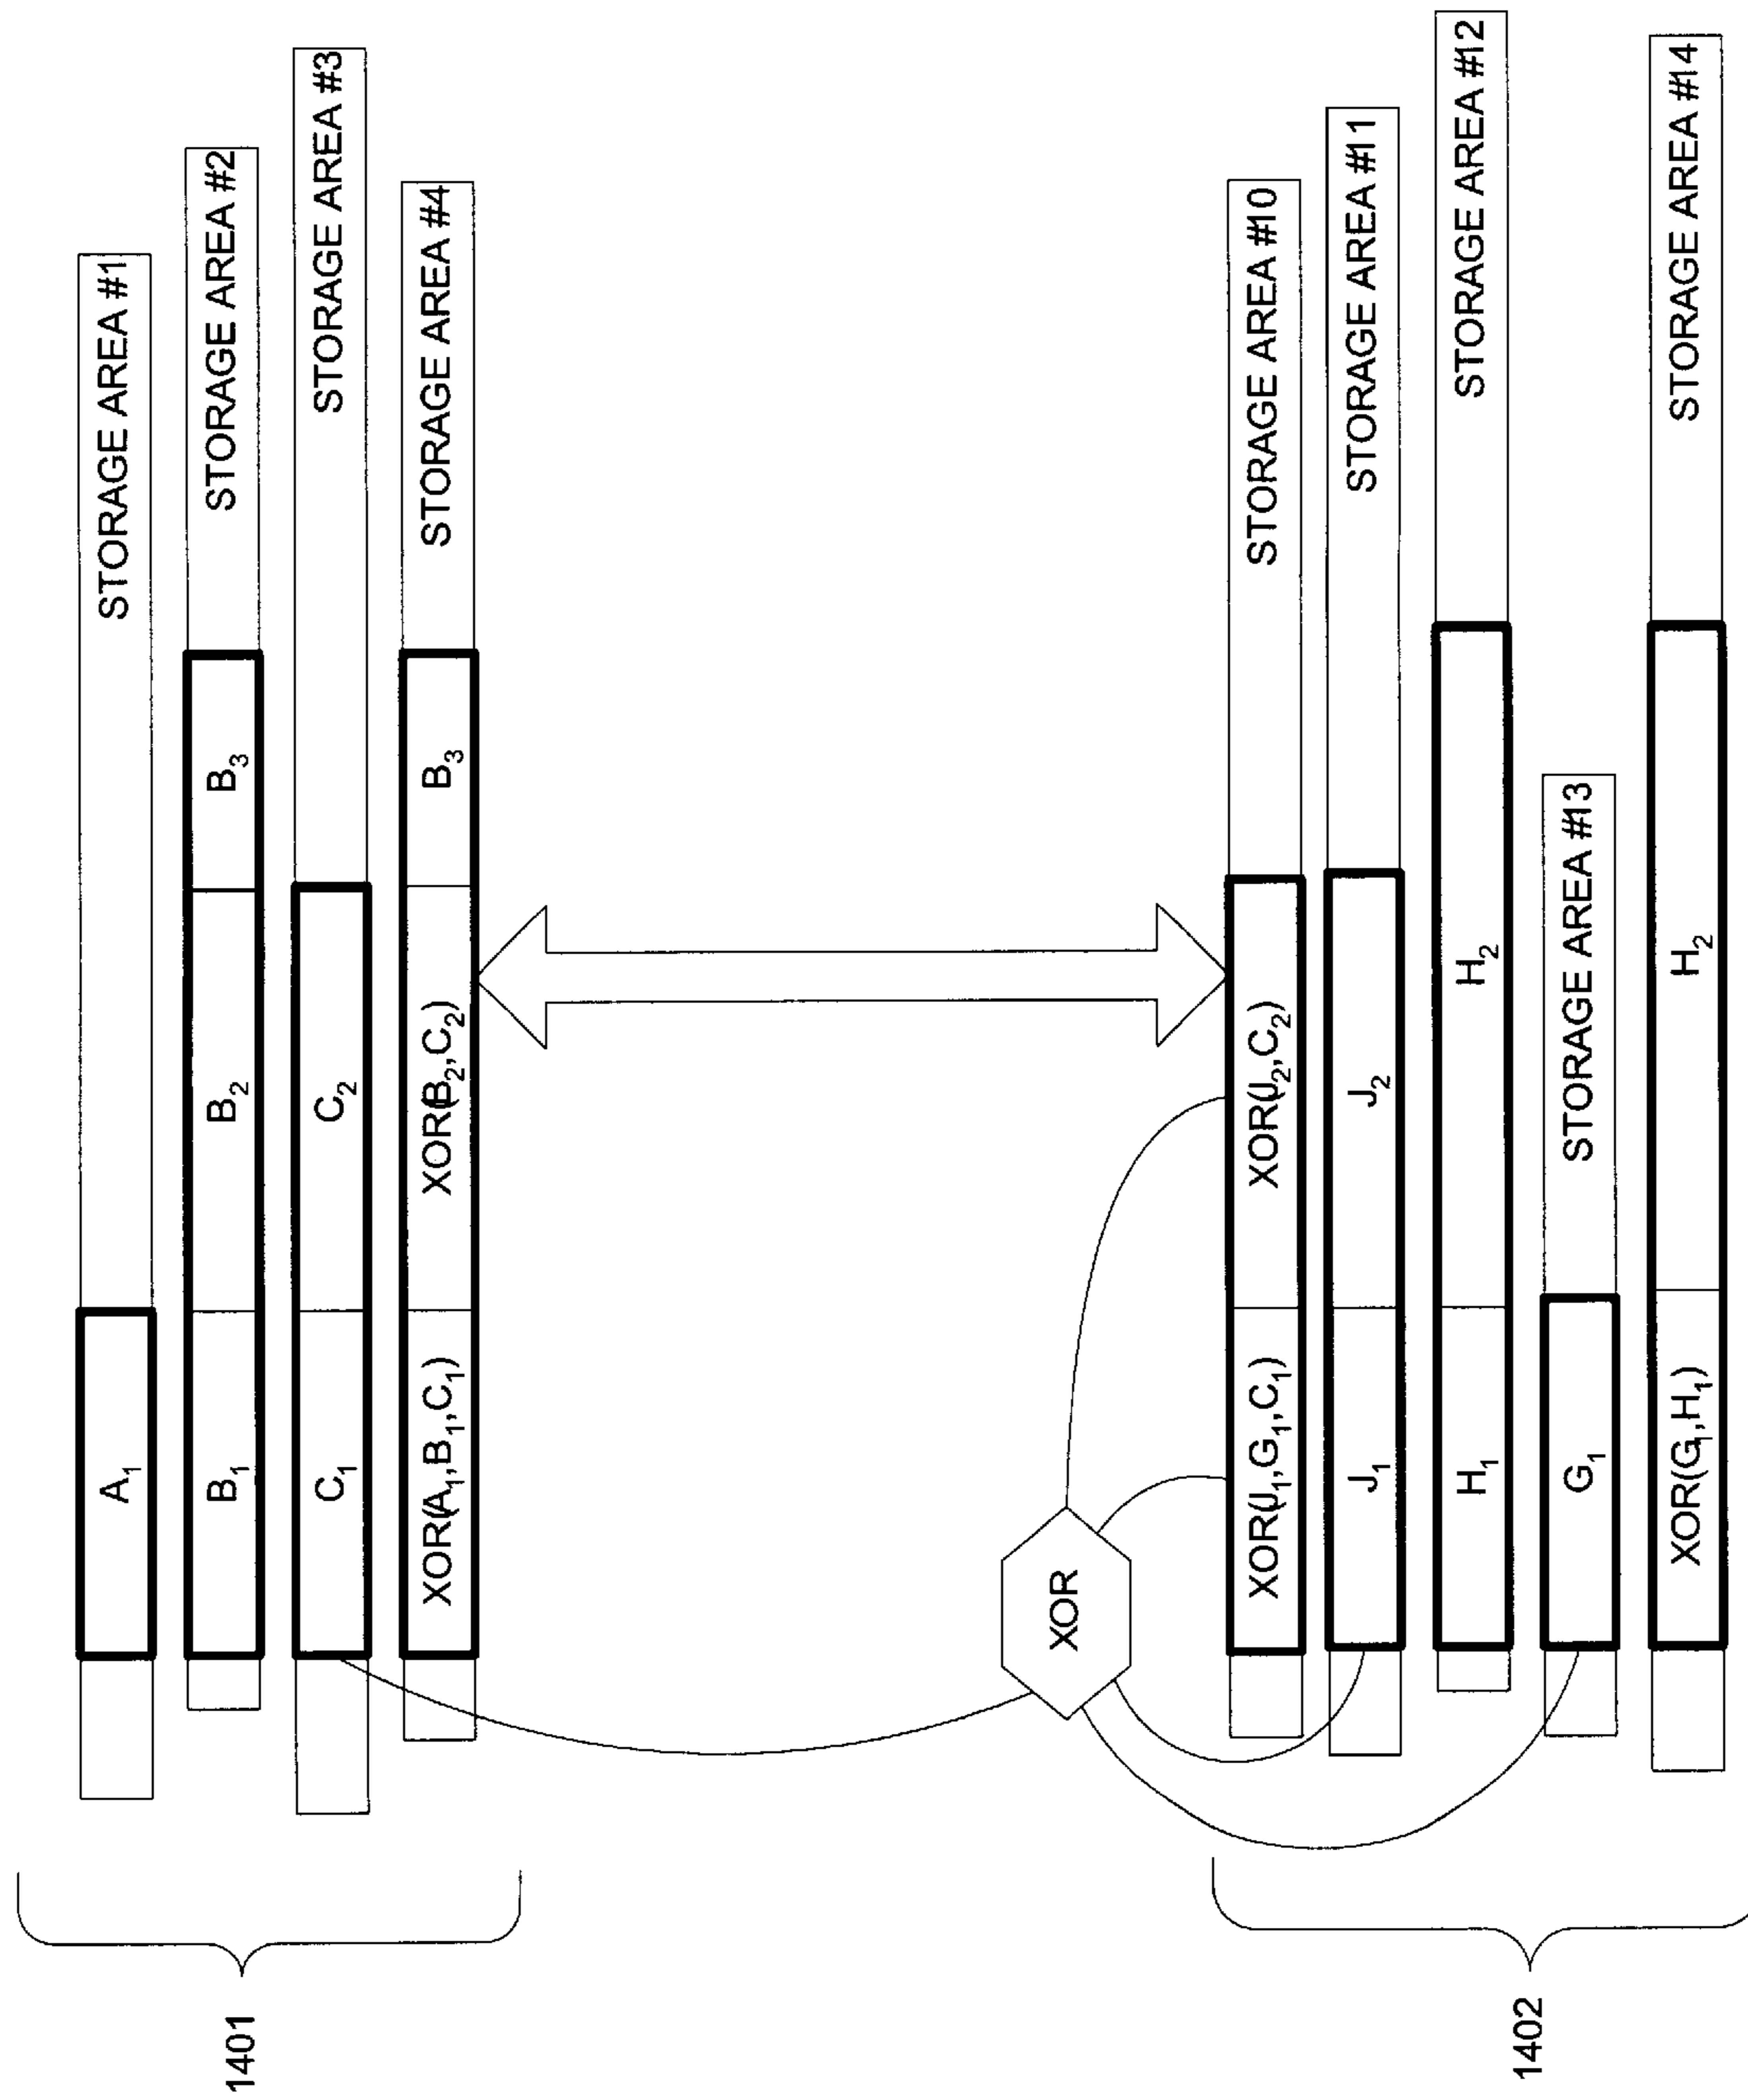 1401
A₁ STORAGE AREA #1
B₁ B₂ B₃ STORAGE AREA #2
C₁ C₂ STORAGE AREA #3
XOR(A₁,B₁,C₁) XOR(B₂,C₂) B₃ STORAGE AREA #4
XOR
1402
XOR(J₁,G₁,C₁) XOR(J₂,C₂) STORAGE AREA #10
J₁ J₂ STORAGE AREA #11
H₁ H₂ STORAGE AREA #12
G₁ STORAGE AREA #13
XOR(G₁,H₁) H₂ STORAGE AREA #14